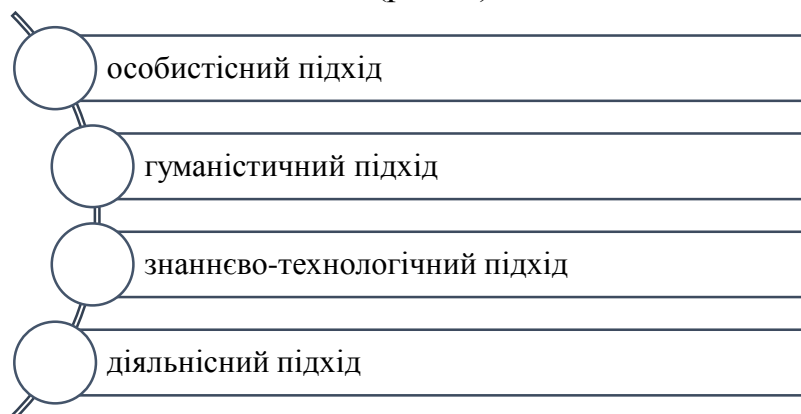 особистісний підхід
гуманістичний підхід
знаннєво-технологічний підхід
діяльнісний підхід